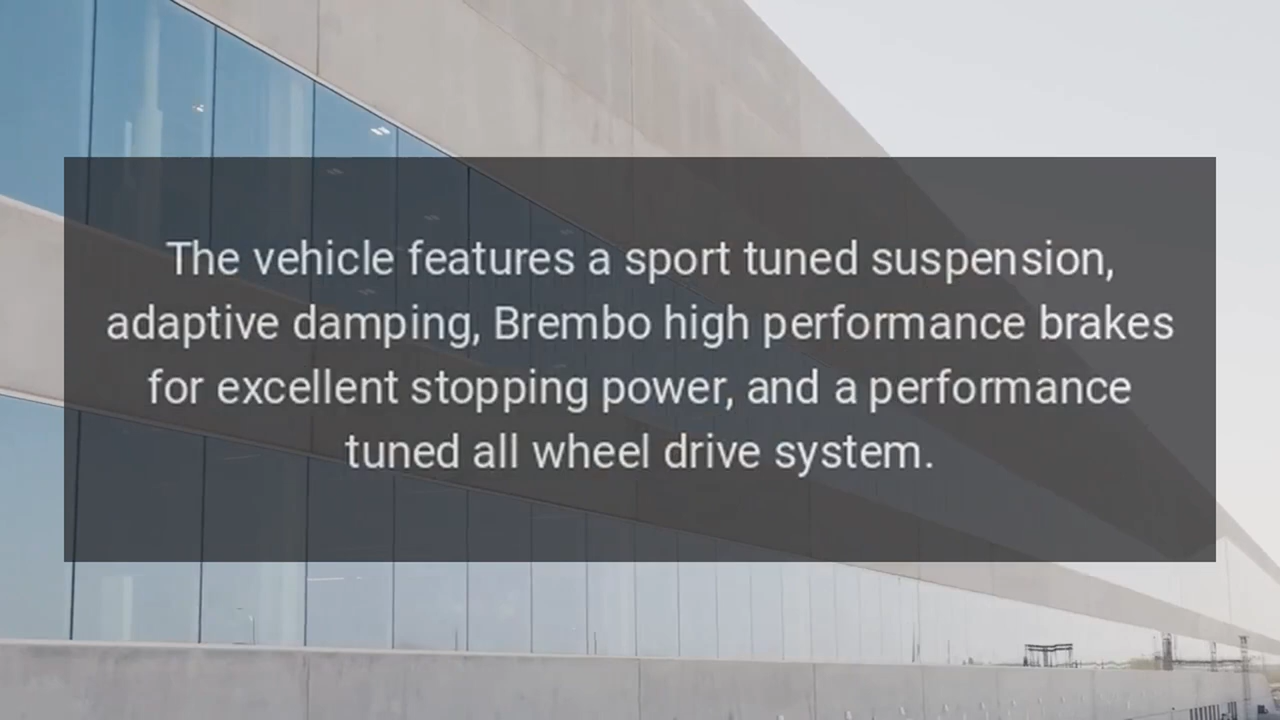 The vehicle features a sport tuned suspension,
adaptive damping, Brembo high performance brakes
for excellent stopping power, and a performance
tuned all wheel drive system.